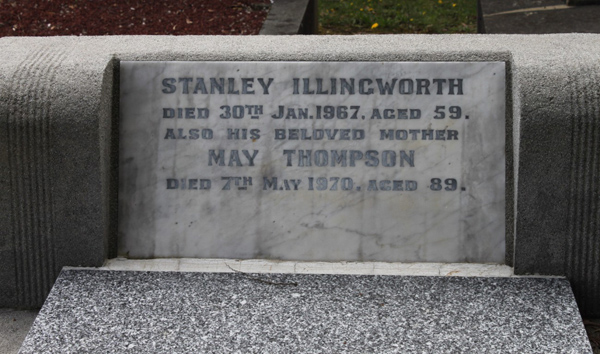 STANLEY ILLINGWORTH
DIED 30TH JAN. 1967, AGED 59.
ALSO HIS BELOVED MOTHER
MAY THOMPSON
DIED 7TH MAY 1970, AGED 89.